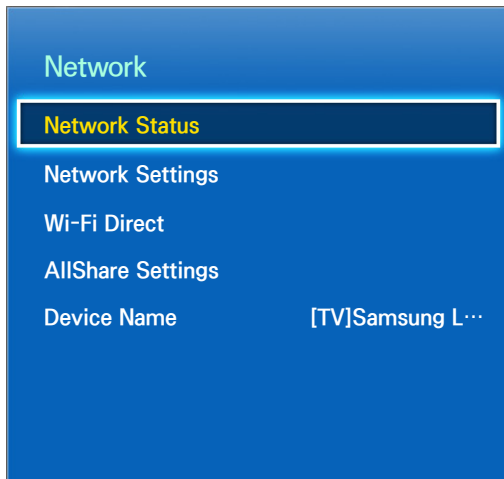 Network
Network Status
Network Settings
Wi-Fi Direct
AllShare Settings
Device Name [TV]Samsung L···